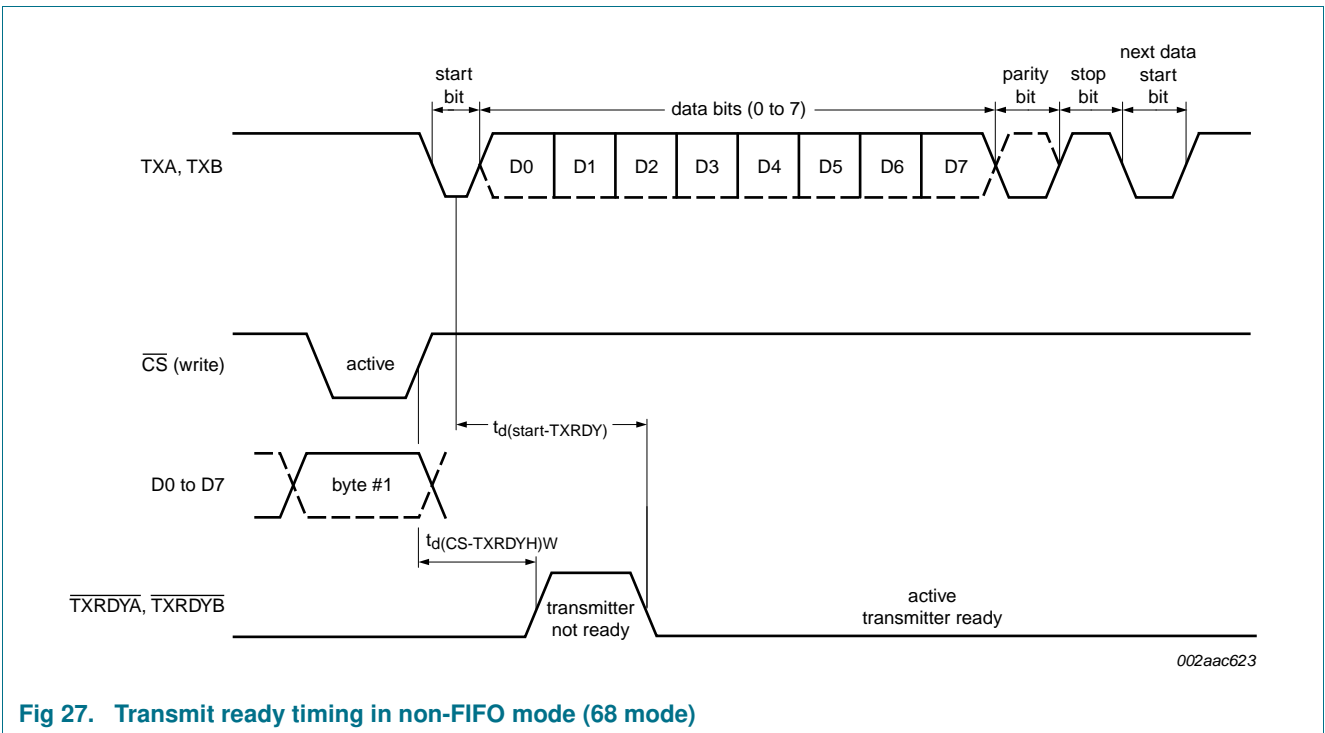 next data
start parity stop start
bit bit bit bit
data bits (0 to 7)
TXA, TXB D0 D1 D2 D3 D4 D5 D6 D7
CS (write) active
td(start-TXRDY)
D0 to D7 byte #1
td(CS-TXRDYH)W
TXRDYA, TXRDYB transmitter active
not ready transmitter ready
002aac623
Fig 27. Transmit ready timing in non-FIFO mode (68 mode)